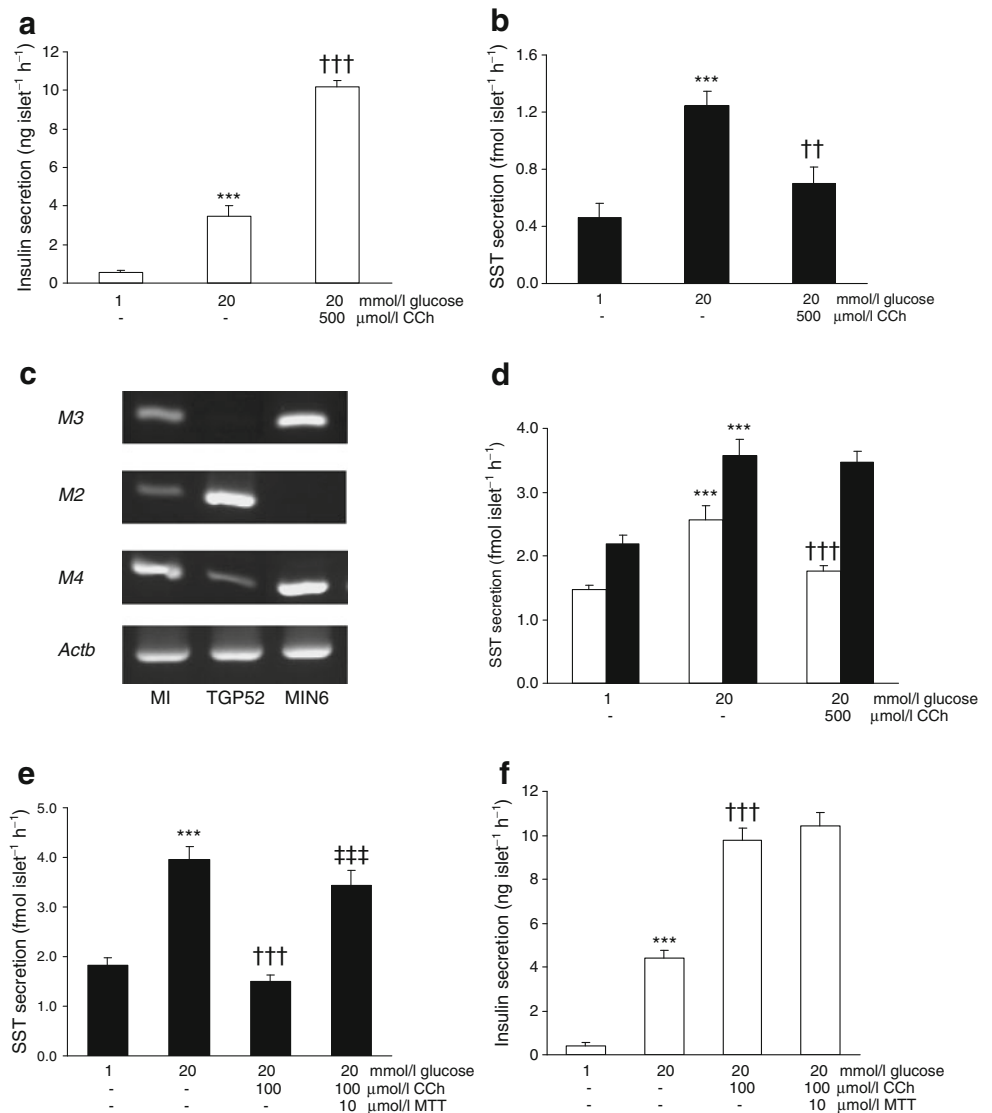 a
Insulin secretion (ng islet⁻¹ h⁻¹)
12
10
8
6
4
2
0
***
†††
1 20 20 mmol/l glucose
- - 500 μmol/l CCh
b
SST secretion (fmol islet⁻¹ h⁻¹)
1.6
1.2
0.8
0.4
0.0
***
††
1 20 20 mmol/l glucose
- - 500 μmol/l CCh
c
M3
M2
M4
Actb
MI TGP52 MIN6
d
SST secretion (fmol islet⁻¹ h⁻¹)
4.0
3.0
2.0
1.0
0.0
***
***
†††
1 20 20 mmol/l glucose
- - 500 μmol/l CCh
e
SST secretion (fmol islet⁻¹ h⁻¹)
5.0
4.0
3.0
2.0
1.0
0.0
***
†††
‡‡‡
1 20 20 20 mmol/l glucose
- - 100 100 μmol/l CCh
- - - 10 μmol/l MTT
f
Insulin secretion (ng islet⁻¹ h⁻¹)
12
10
8
6
4
2
0
***
†††
1 20 20 20 mmol/l glucose
- - 100 100 μmol/l CCh
- - - 10 μmol/l MTT